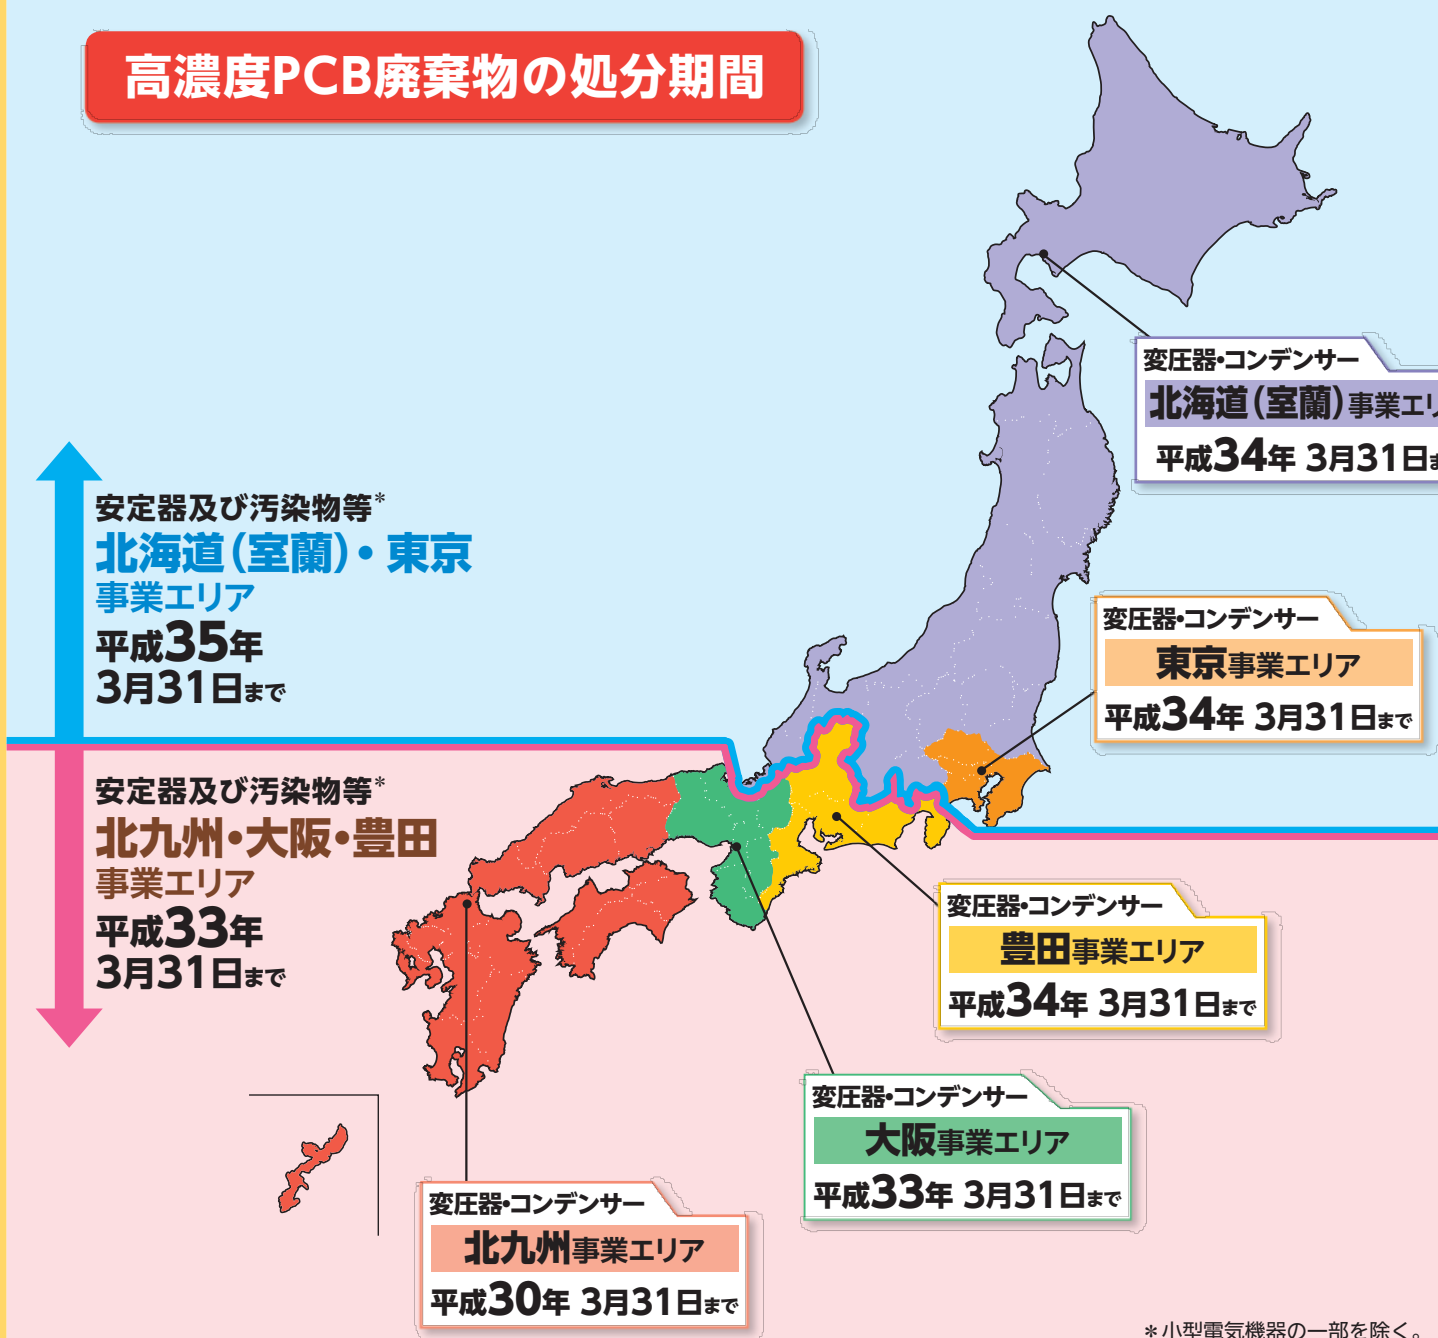 高濃度PCB廃棄物の処分期間
変圧器・コンデンサー
北海道(室蘭)事業エリ
平成34年 3月31日ま
安定器及び汚染物等*
北海道(室蘭)・東京
事業エリア
平成35年
3月31日まで
変圧器・コンデンサー
東京事業エリア
平成34年 3月31日まで
安定器及び汚染物等*
北九州・大阪・豊田
事業エリア
平成33年
3月31日まで
変圧器・コンデンサー
豊田事業エリア
平成34年 3月31日まで
変圧器・コンデンサー
大阪事業エリア
平成33年 3月31日まで
変圧器・コンデンサー
北九州事業エリア
平成30年 3月31日まで
*小型電気機器の一部を除く。